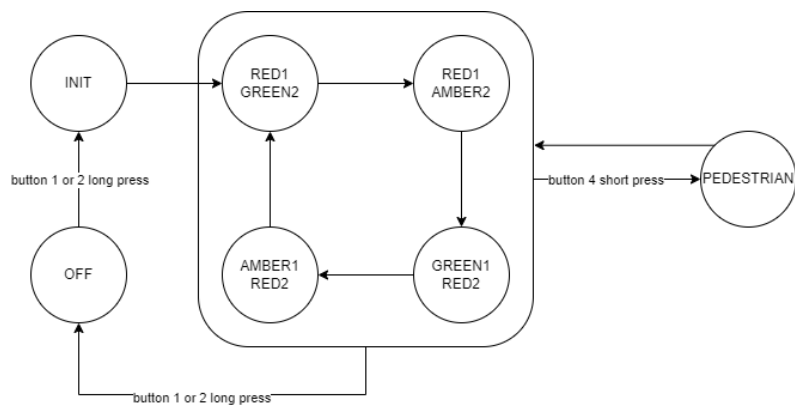 INIT
RED1
GREEN2
RED1
AMBER2
button 1 or 2 long press
button 4 short press
PEDESTRIAN
OFF
AMBER1
RED2
GREEN1
RED2
button 1 or 2 long press